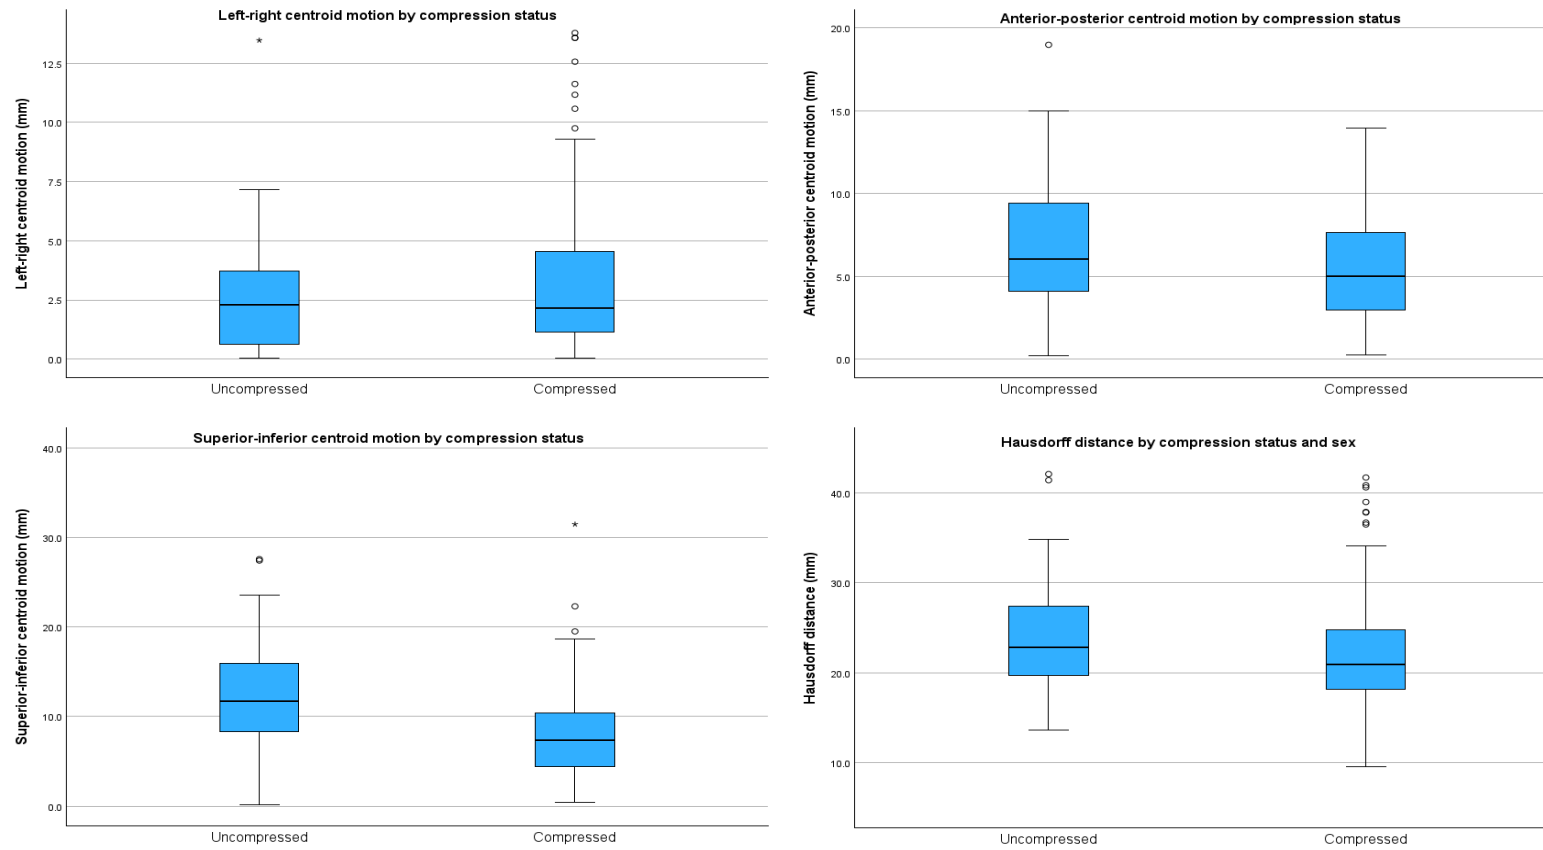 Left-right centroid motion by compression status
Left-right centroid motion (mm)
12.5
10.0
7.5
5.0
2.5
0.0
Uncompressed
Compressed
Anterior-posterior centroid motion by compression status
Anterior-posterior centroid motion (mm)
20.0
15.0
10.0
5.0
0.0
Uncompressed
Compressed
Superior-inferior centroid motion by compression status
Superior-inferior centroid motion (mm)
40.0
30.0
20.0
10.0
0.0
Uncompressed
Compressed
Hausdorff distance by compression status and sex
Hausdorff distance (mm)
40.0
30.0
20.0
10.0
Uncompressed
Compressed